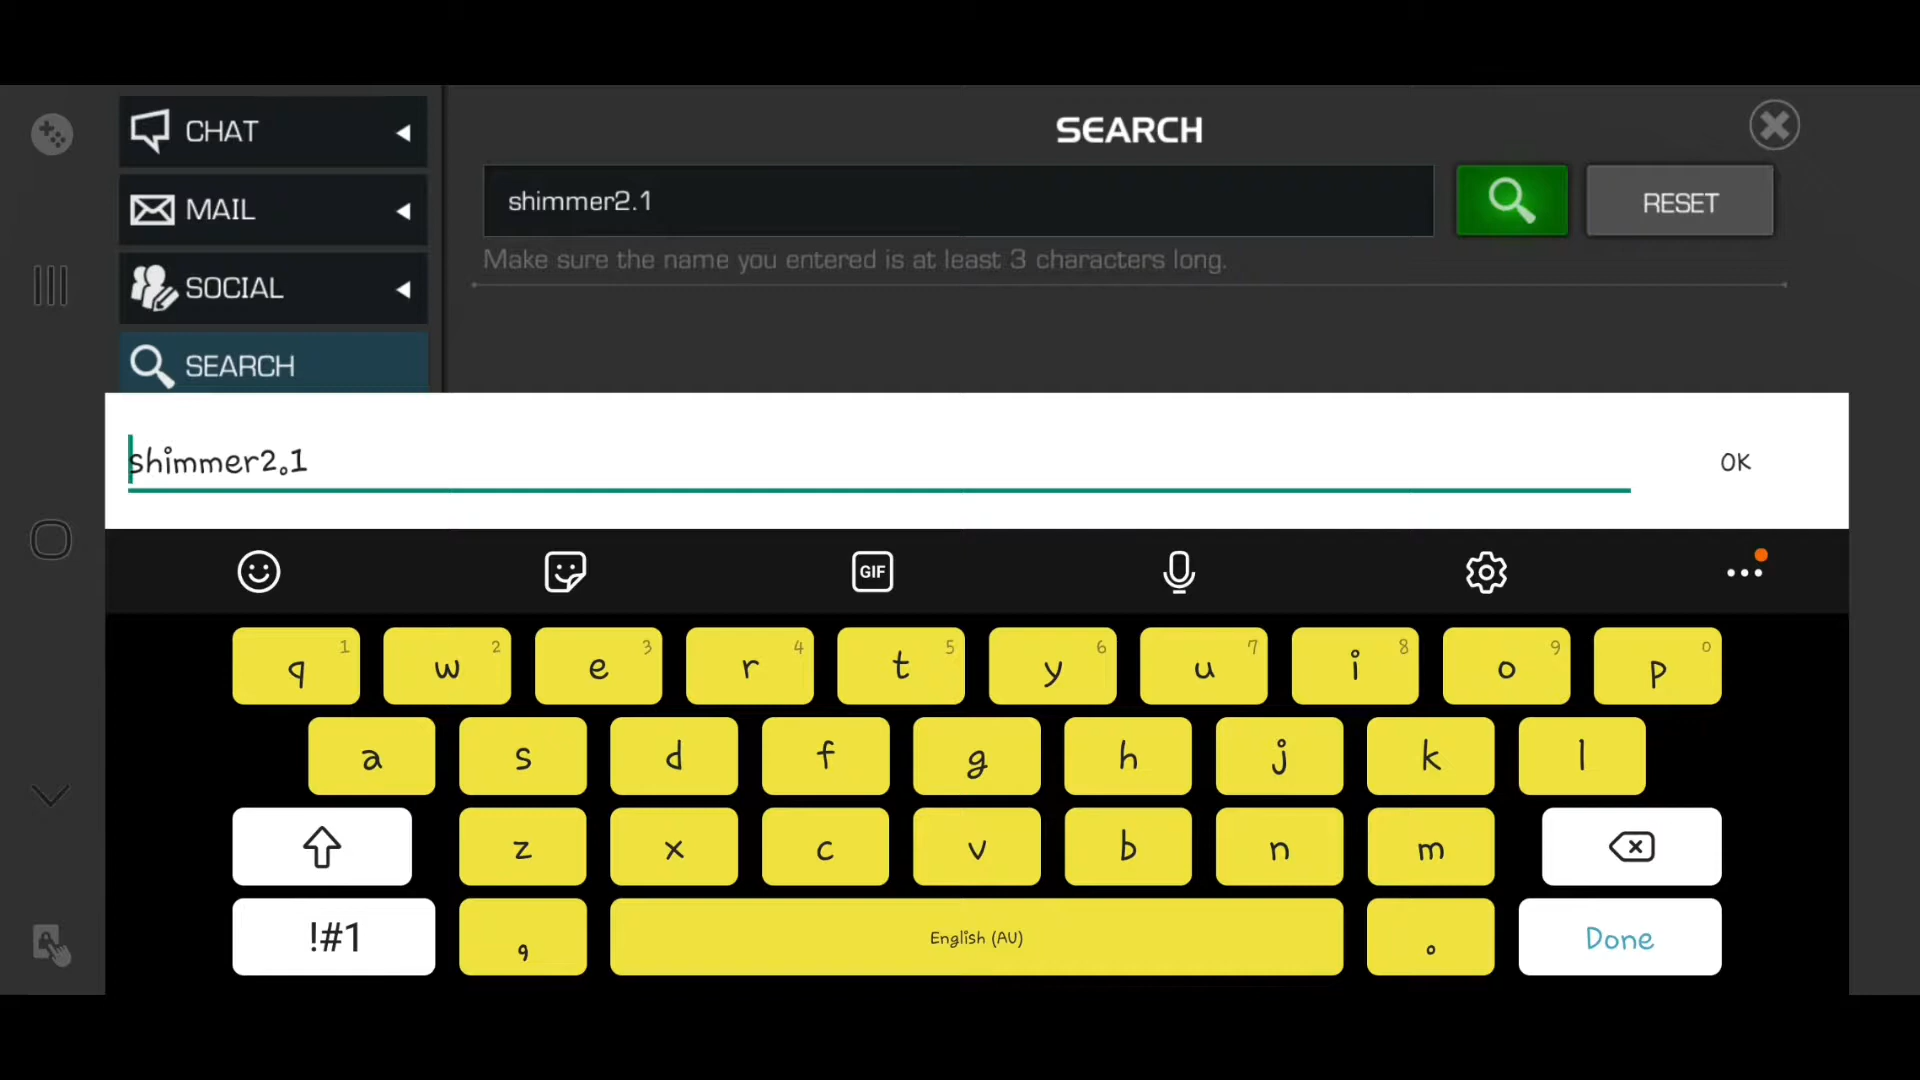 CHAT
MAIL
SOCIAL
SEARCH
SEARCH
shimmer2.1
RESET
Make sure the name you entered is at least 3 characters long.
shimmer2.1
OK
GIF
q 1 w 2 e 3 r 4 t 5 y 6 u 7 i 8 o 9 p 0
a s d f g h j k l
z x c v b n m
!#1 , English (AU) . Done